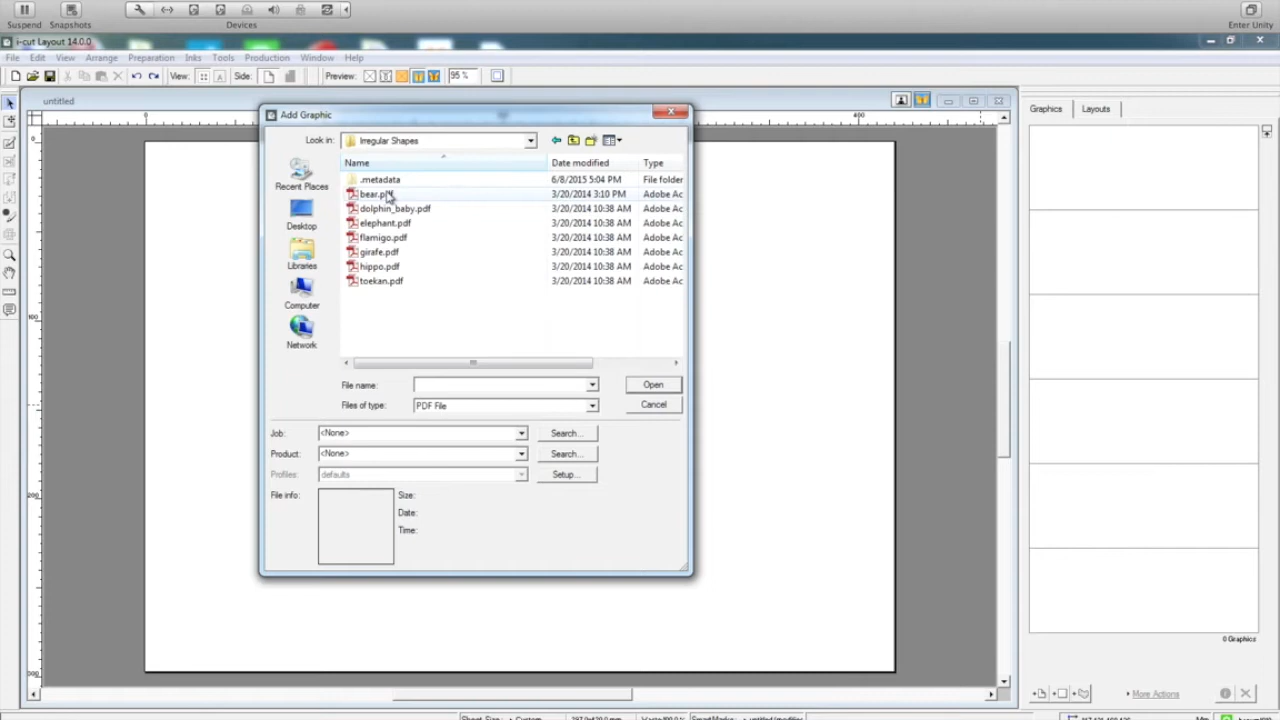 Suspend Snapshots Devices Enter Unity
i-cut Layout 14.0.0
File Edit View Arrange Preparation Inks Tools Production Window Help
View: Side: Preview: 95 %
untitled
Add Graphic
Graphics Layouts
Look in: Irregular Shapes
0 400
Name Date modified Type
.metadata 6/8/2015 5:04 PM File folder
bear.pdf 3/20/2014 3:10 PM Adobe Ac
dolphin_baby.pdf 3/20/2014 10:38 AM Adobe Ac
elephant.pdf 3/20/2014 10:38 AM Adobe Ac
flamigo.pdf 3/20/2014 10:38 AM Adobe Ac
girafe.pdf 3/20/2014 10:38 AM Adobe Ac
hippo.pdf 3/20/2014 10:38 AM Adobe Ac
toekan.pdf 3/20/2014 10:38 AM Adobe Ac
Recent Places
Desktop
Libraries
Computer
Network
File name: Open
Files of type: PDF File Cancel
Job: <None> Search...
Product: <None> Search...
Profiles: defaults Setup...
File info: Size:
Date:
Time:
0 Graphics
More Actions
Sheet Size: Custom